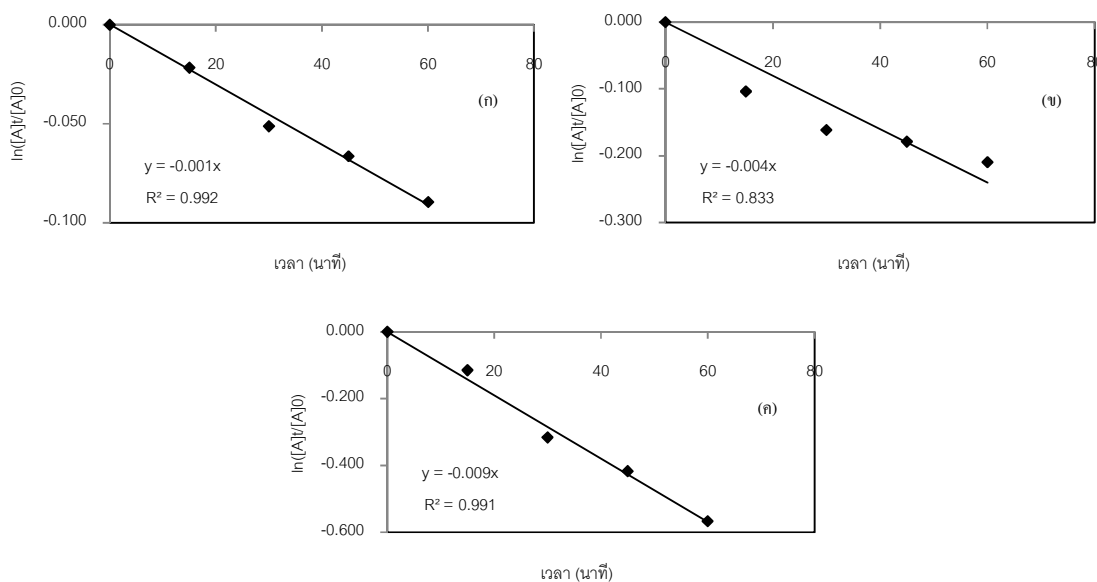 0.000
0 20 40 60 80
-0.050
-0.100
ln([A]t/[A]0)
(ก)
y = -0.001x
R² = 0.992
เวลา (นาที)
0.000
0 20 40 60 80
-0.100
-0.200
-0.300
ln([A]t/[A]0)
(ข)
y = -0.004x
R² = 0.833
เวลา (นาที)
0.000
0 20 40 60 80
-0.200
-0.400
-0.600
ln([A]t/[A]0)
(ค)
y = -0.009x
R² = 0.991
เวลา (นาที)